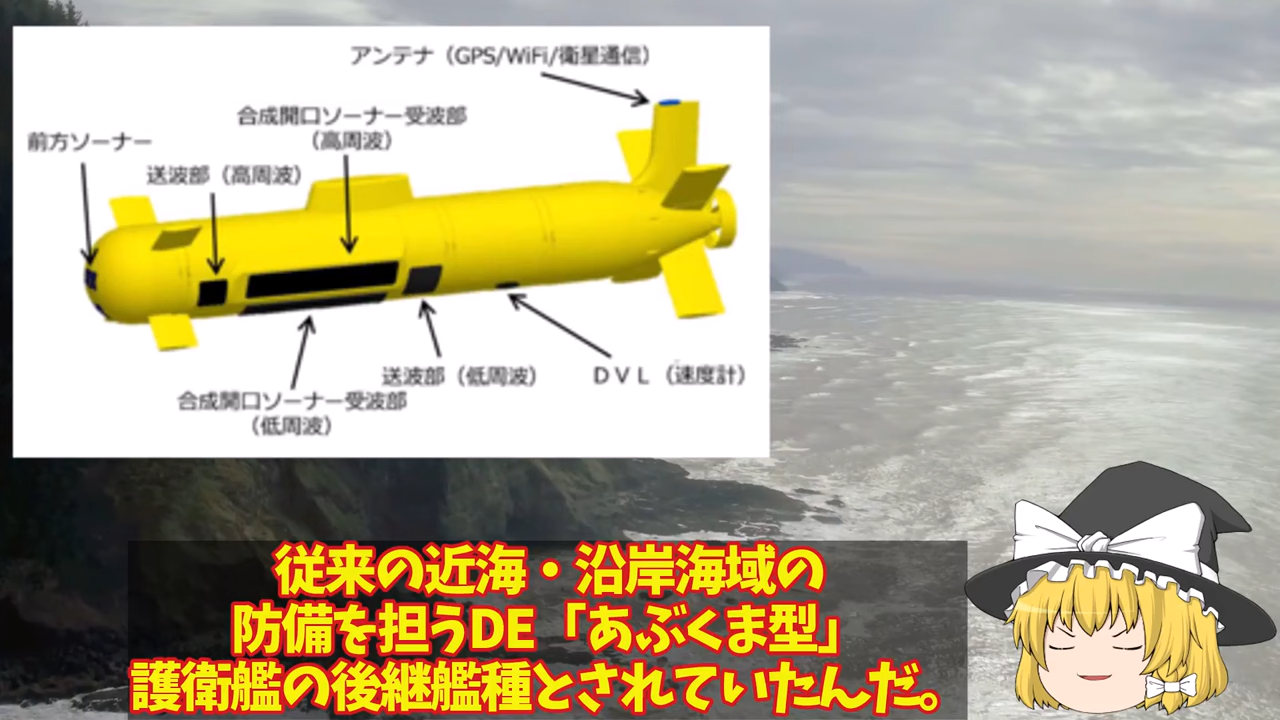 アンテナ（GPS/WiFi/衛星通信）
合成開口ソーナー受波部
（高周波）
前方ソーナー
送波部（高周波）
送波部（低周波）
ＤＶＬ（速度計）
合成開口ソーナー受波部
（低周波）
従来の近海・沿岸海域の
防備を担うDE「あぶくま型」
護衛艦の後継艦種とされていたんだ。